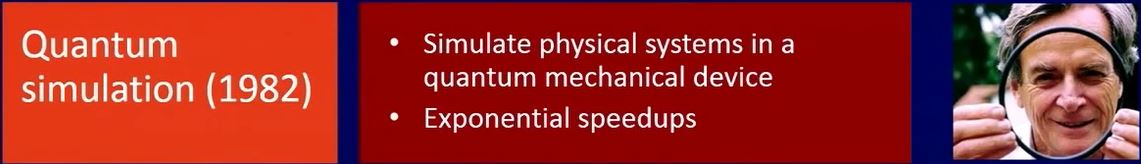 Quantum
simulation (1982)
• Simulate physical systems in a
quantum mechanical device
• Exponential speedups